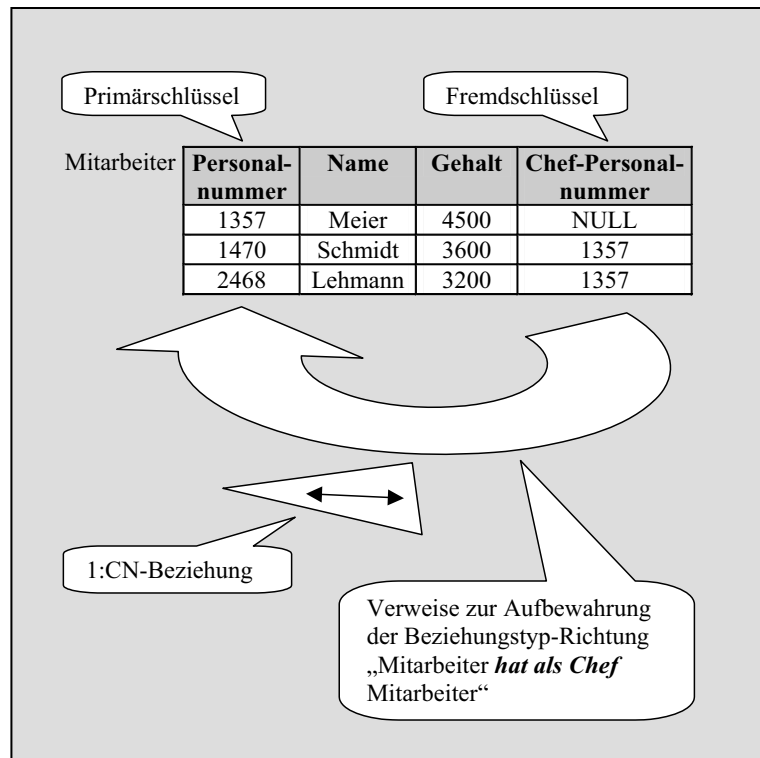 Primärschlüssel
Fremdschlüssel
Mitarbeiter
Personal-nummer Name Gehalt Chef-Personal-nummer
1357 Meier 4500 NULL
1470 Schmidt 3600 1357
2468 Lehmann 3200 1357
1:CN-Beziehung
Verweise zur Aufbewahrung
der Beziehungstyp-Richtung
„Mitarbeiter hat als Chef
Mitarbeiter“